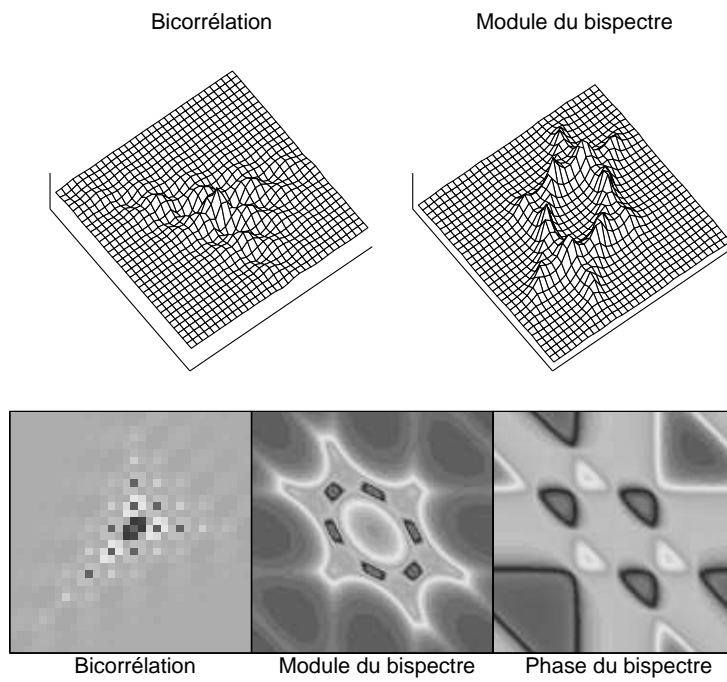 Bicorrélation
Module du bispectre
Bicorrélation
Module du bispectre
Phase du bispectre